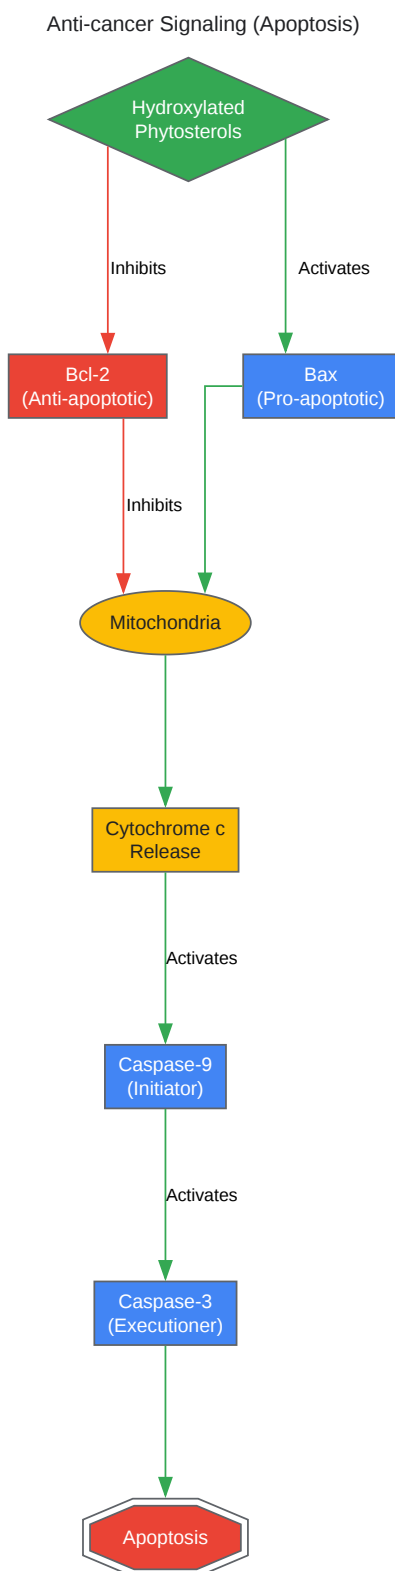 Anti-cancer Signaling (Apoptosis)
Hydroxylated
Phytosterols
Inhibits
Activates
Bcl-2
(Anti-apoptotic)
Bax
(Pro-apoptotic)
Inhibits
Mitochondria
Cytochrome c
Release
Activates
Caspase-9
(Initiator)
Activates
Caspase-3
(Executioner)
Apoptosis